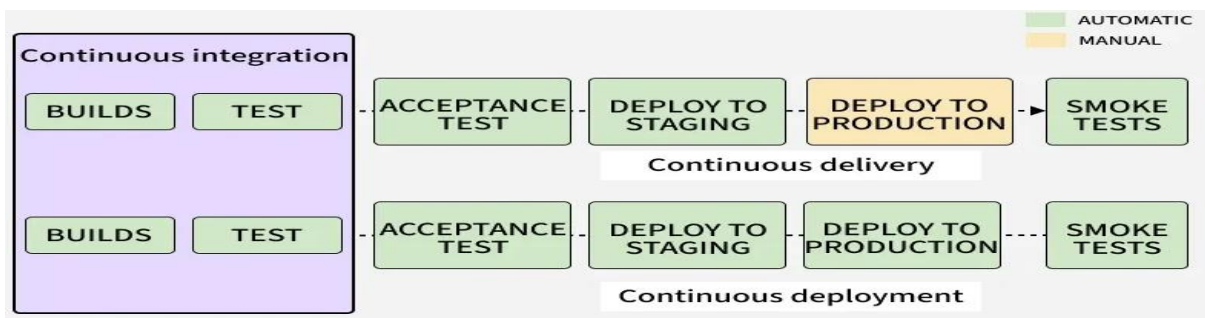 AUTOMATIC
MANUAL
Continuous integration
BUILDS
TEST
ACCEPTANCE
TEST
DEPLOY TO
STAGING
DEPLOY TO
PRODUCTION
SMOKE
TESTS
Continuous delivery
BUILDS
TEST
ACCEPTANCE
TEST
DEPLOY TO
STAGING
DEPLOY TO
PRODUCTION
SMOKE
TESTS
Continuous deployment